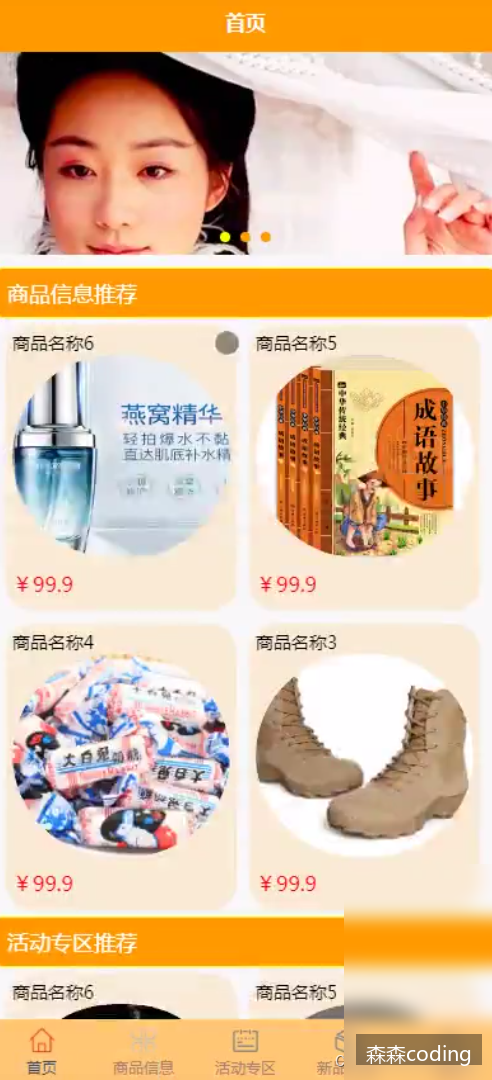 首页
商品信息推荐
商品名称6
商品名称5
燕窝精华
轻拍爆水不黏
直达肌底补水精
中华传统经典
成语故事
￥99.9
￥99.9
商品名称4
商品名称3
大白兔奶糖
￥99.9
￥99.9
活动专区推荐
商品名称6
商品名称5
首页
商品信息
活动专区
新品
森森coding